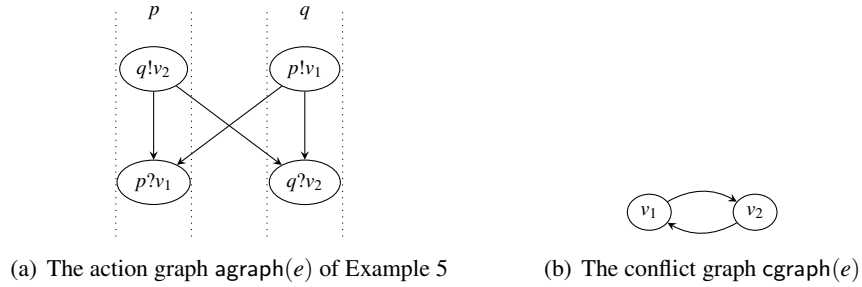 p q
q!v₂ p!v₁
p?v₁ q?v₂
v₁ v₂
(a) The action graph agraph(e) of Example 5 (b) The conflict graph cgraph(e)